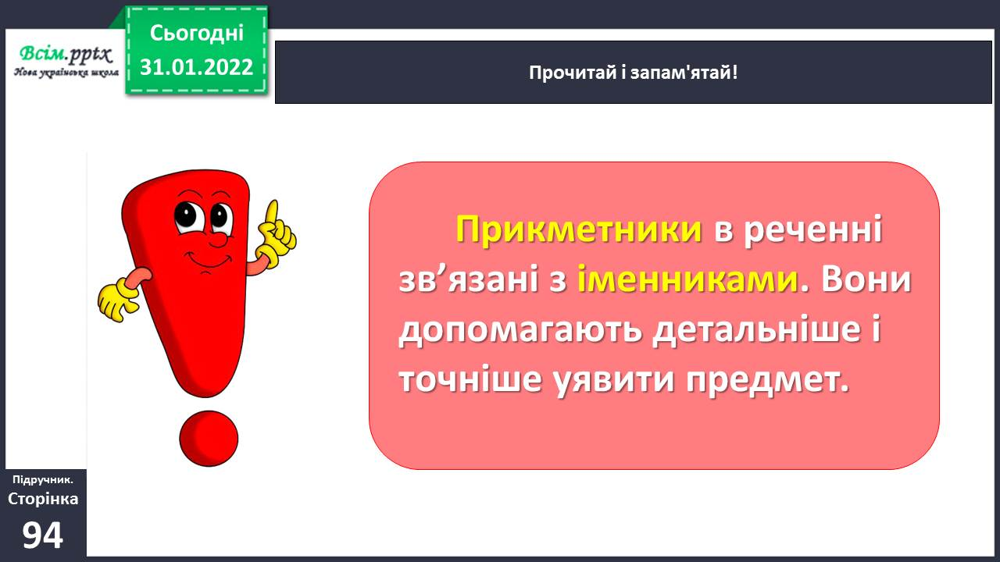 Сьогодні
31.01.2022
Всім.pptx
Нова українська школа
Прочитай і запам'ятай!
Прикметники в реченні
зв’язані з іменниками. Вони
допомагають детальніше і
точніше уявити предмет.
Підручник.
Сторінка
94